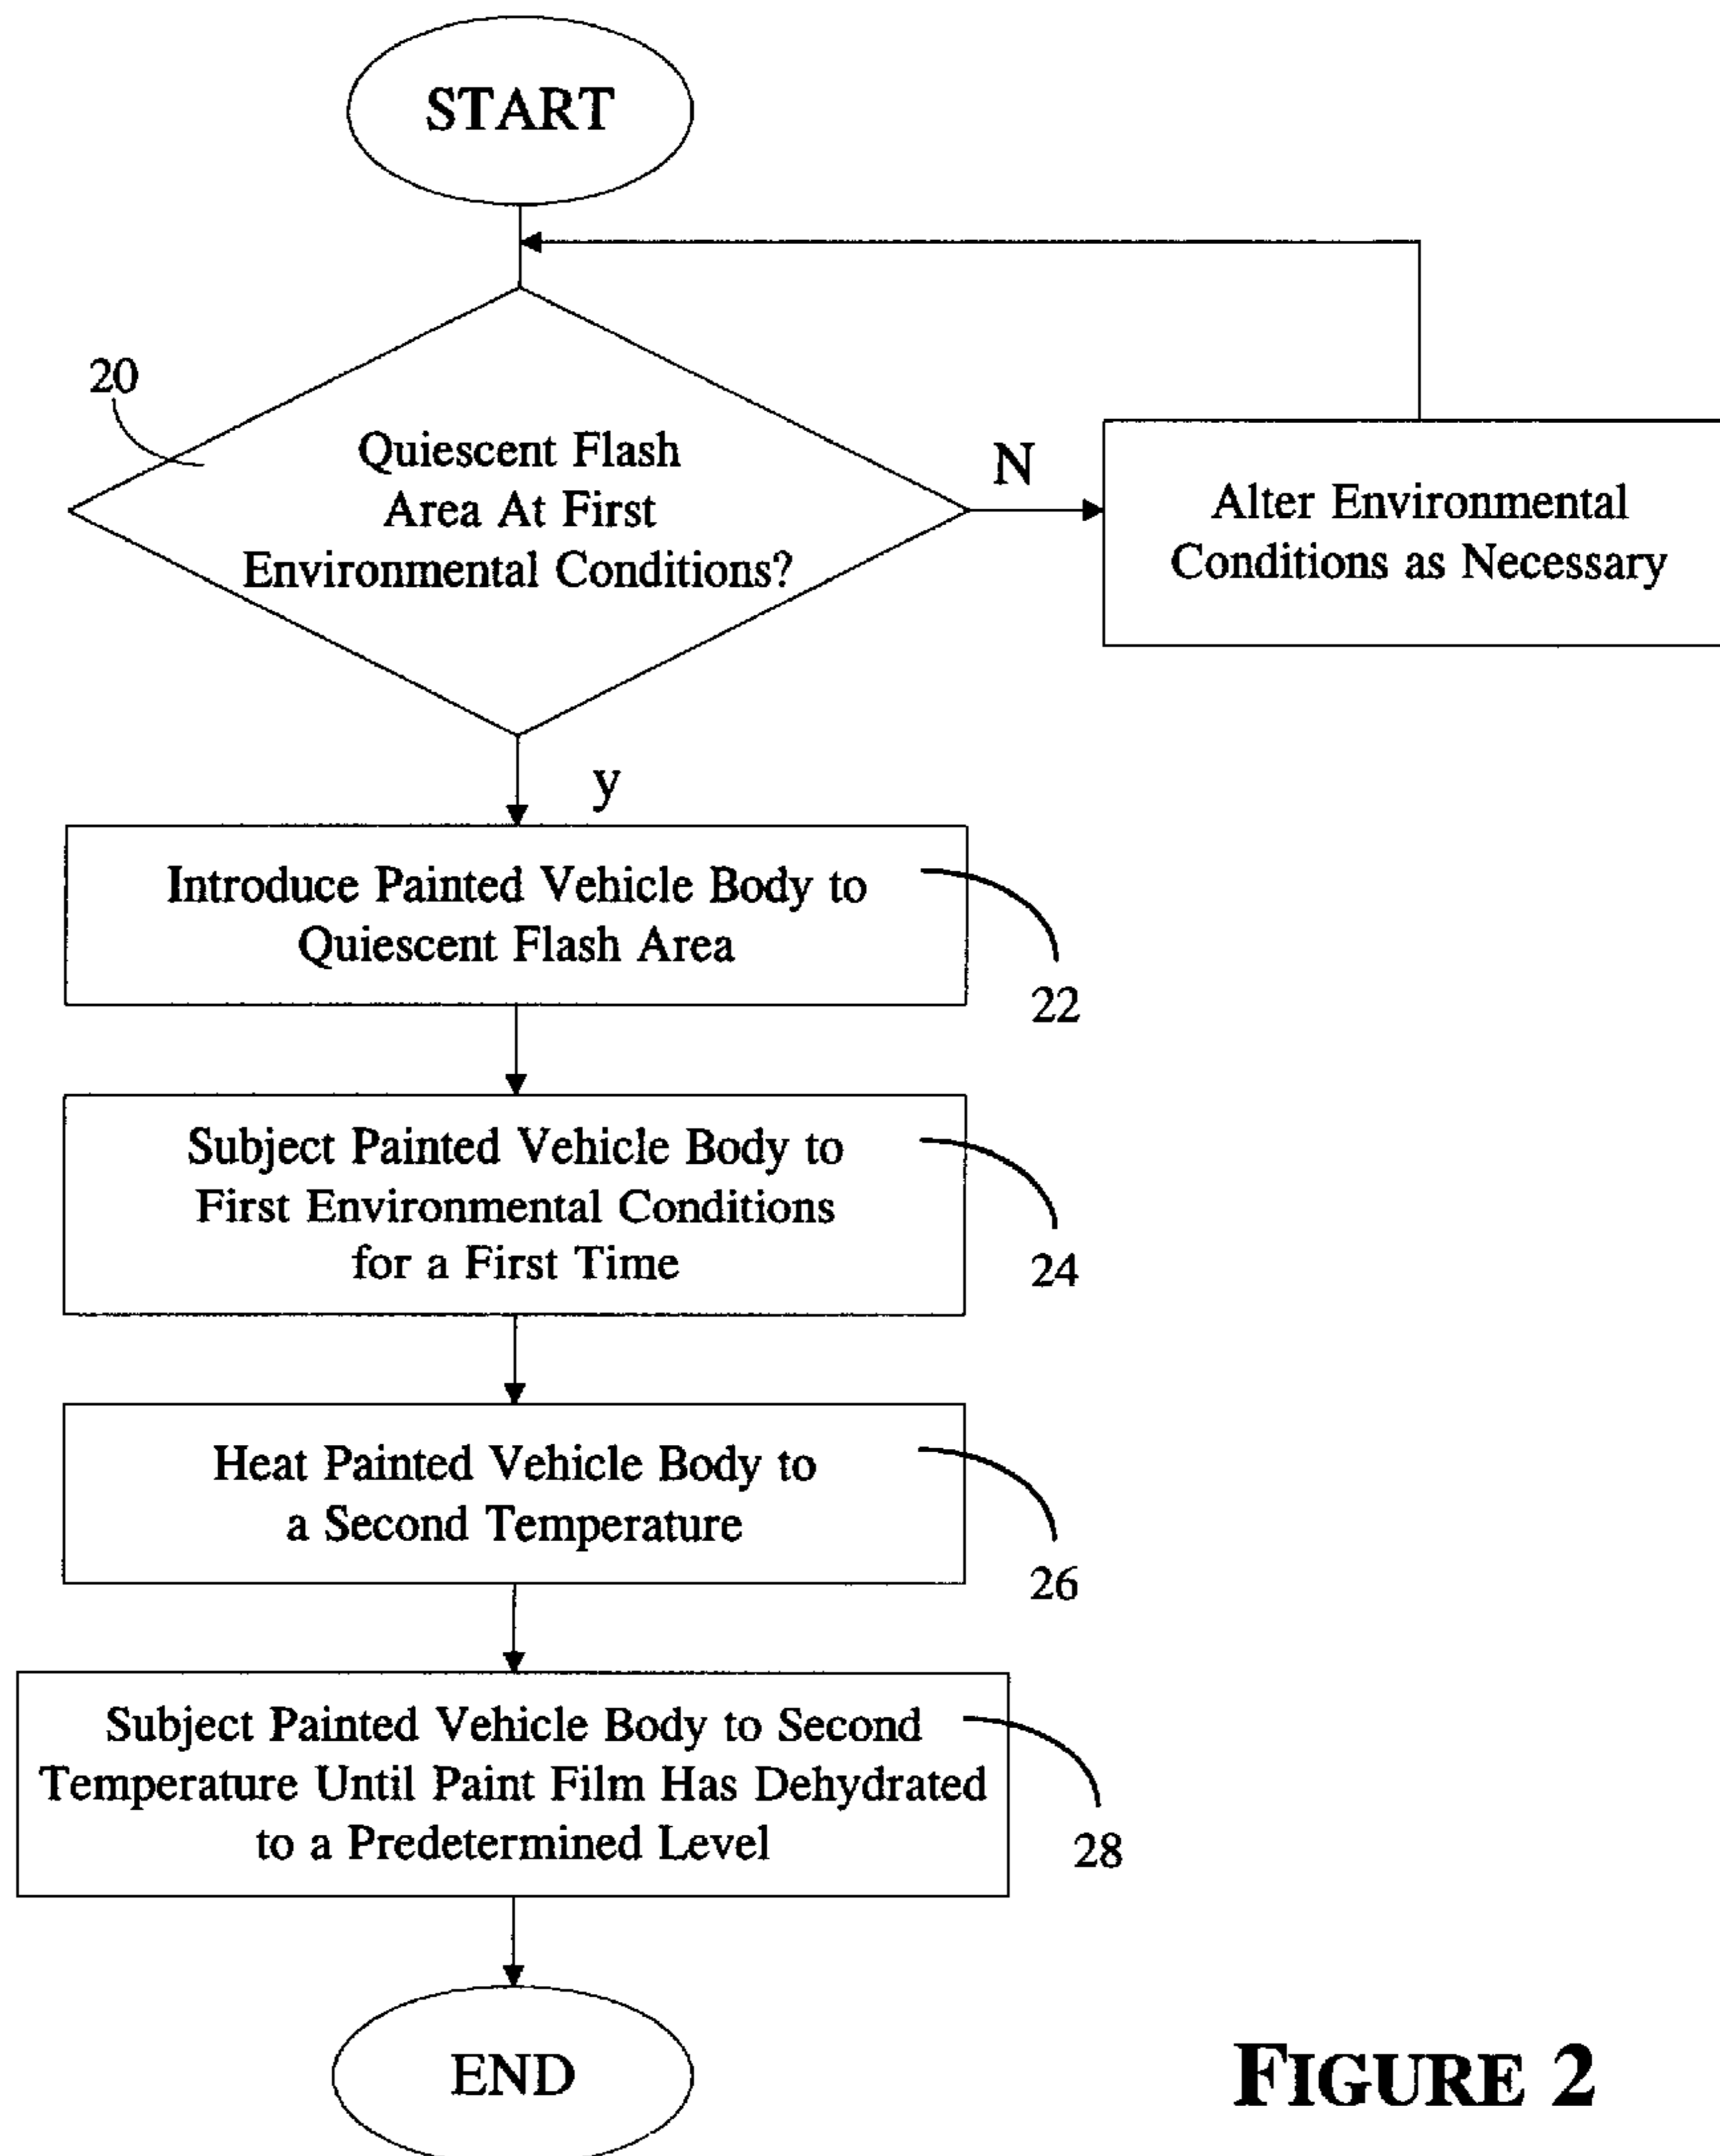 START
20
Quiescent Flash
Area At First
Environmental Conditions?
N
Alter Environmental
Conditions as Necessary
y
Introduce Painted Vehicle Body to
Quiescent Flash Area
22
Subject Painted Vehicle Body to
First Environmental Conditions
for a First Time
24
Heat Painted Vehicle Body to
a Second Temperature
26
Subject Painted Vehicle Body to Second
Temperature Until Paint Film Has Dehydrated
to a Predetermined Level
28
END
FIGURE 2